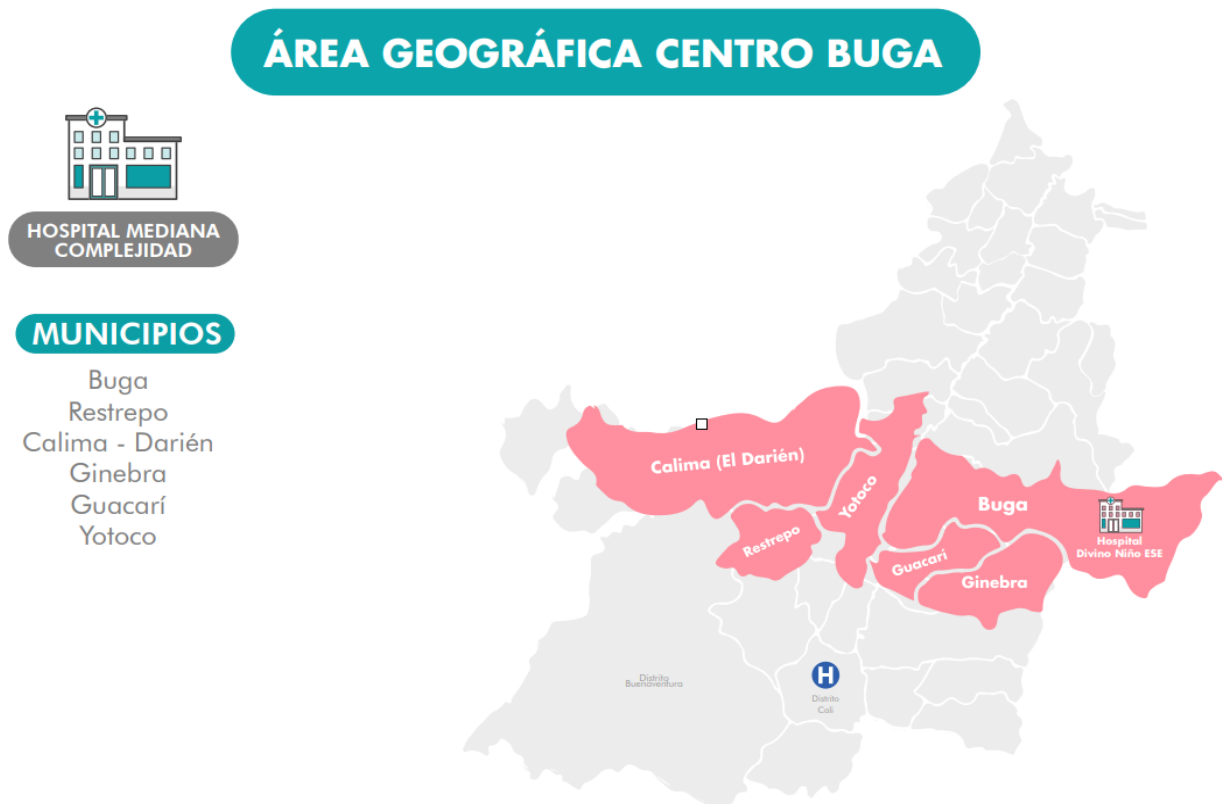 ÁREA GEOGRÁFICA CENTRO BUGA
HOSPITAL MEDIANA
COMPLEJIDAD
MUNICIPIOS
Buga
Restrepo
Calima - Darién
Ginebra
Guacarí
Yotoco
Calima (El Darién)
Yotoco
Restrepo
Buga
Hospital
Divino Niño ESE
Guacarí
Ginebra
Distrito
Buenaventura
H
Distrito
Cali